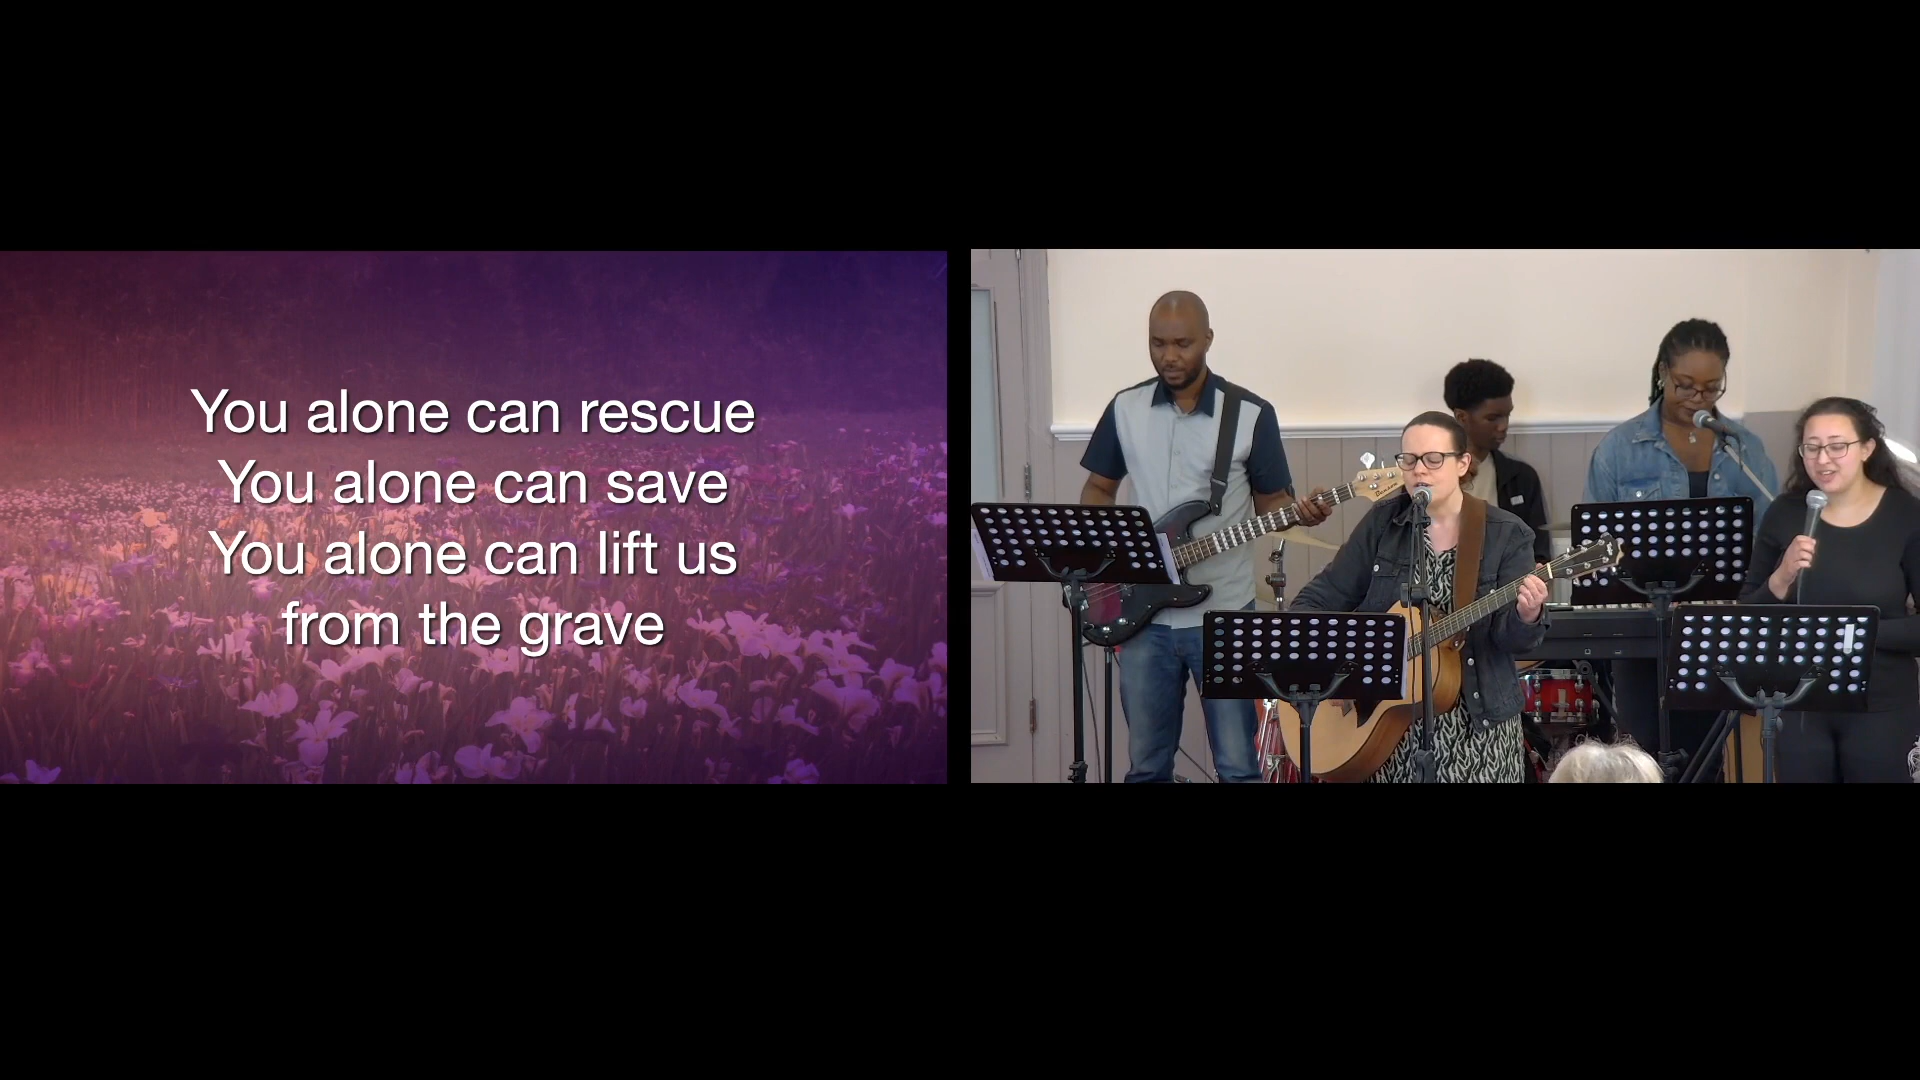 You alone can rescue
You alone can save
You alone can lift us
from the grave